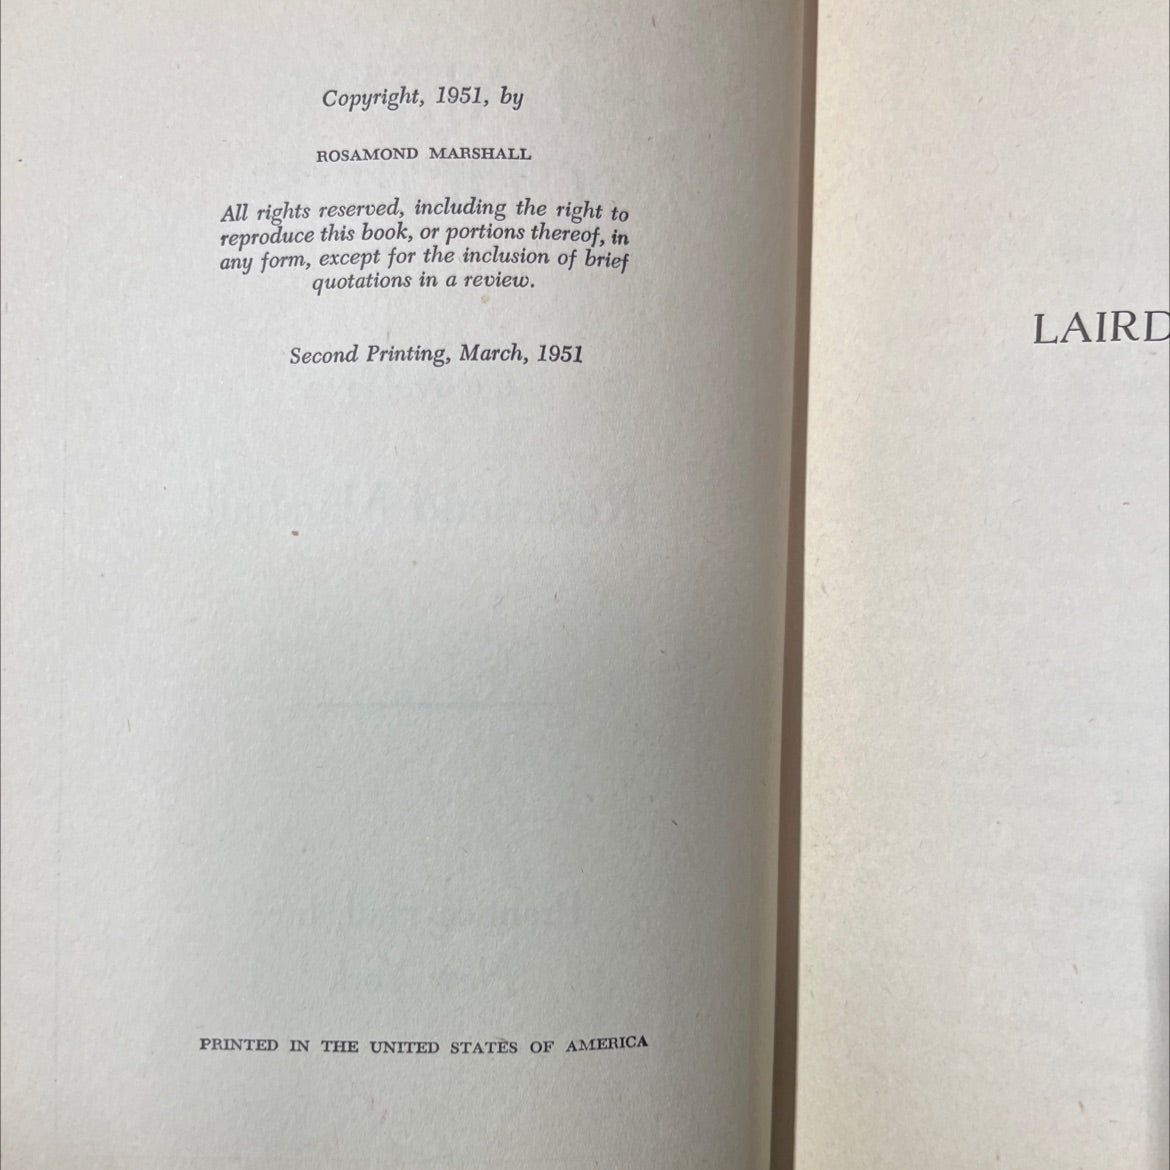 Copyright, 1951, by
ROSAMOND MARSHALL
All rights reserved, including the right to
reproduce this book, or portions thereof, in
any form, except for the inclusion of brief
quotations in a review.
Second Printing, March, 1951
PRINTED IN THE UNITED STATES OF AMERICA
LAIRD